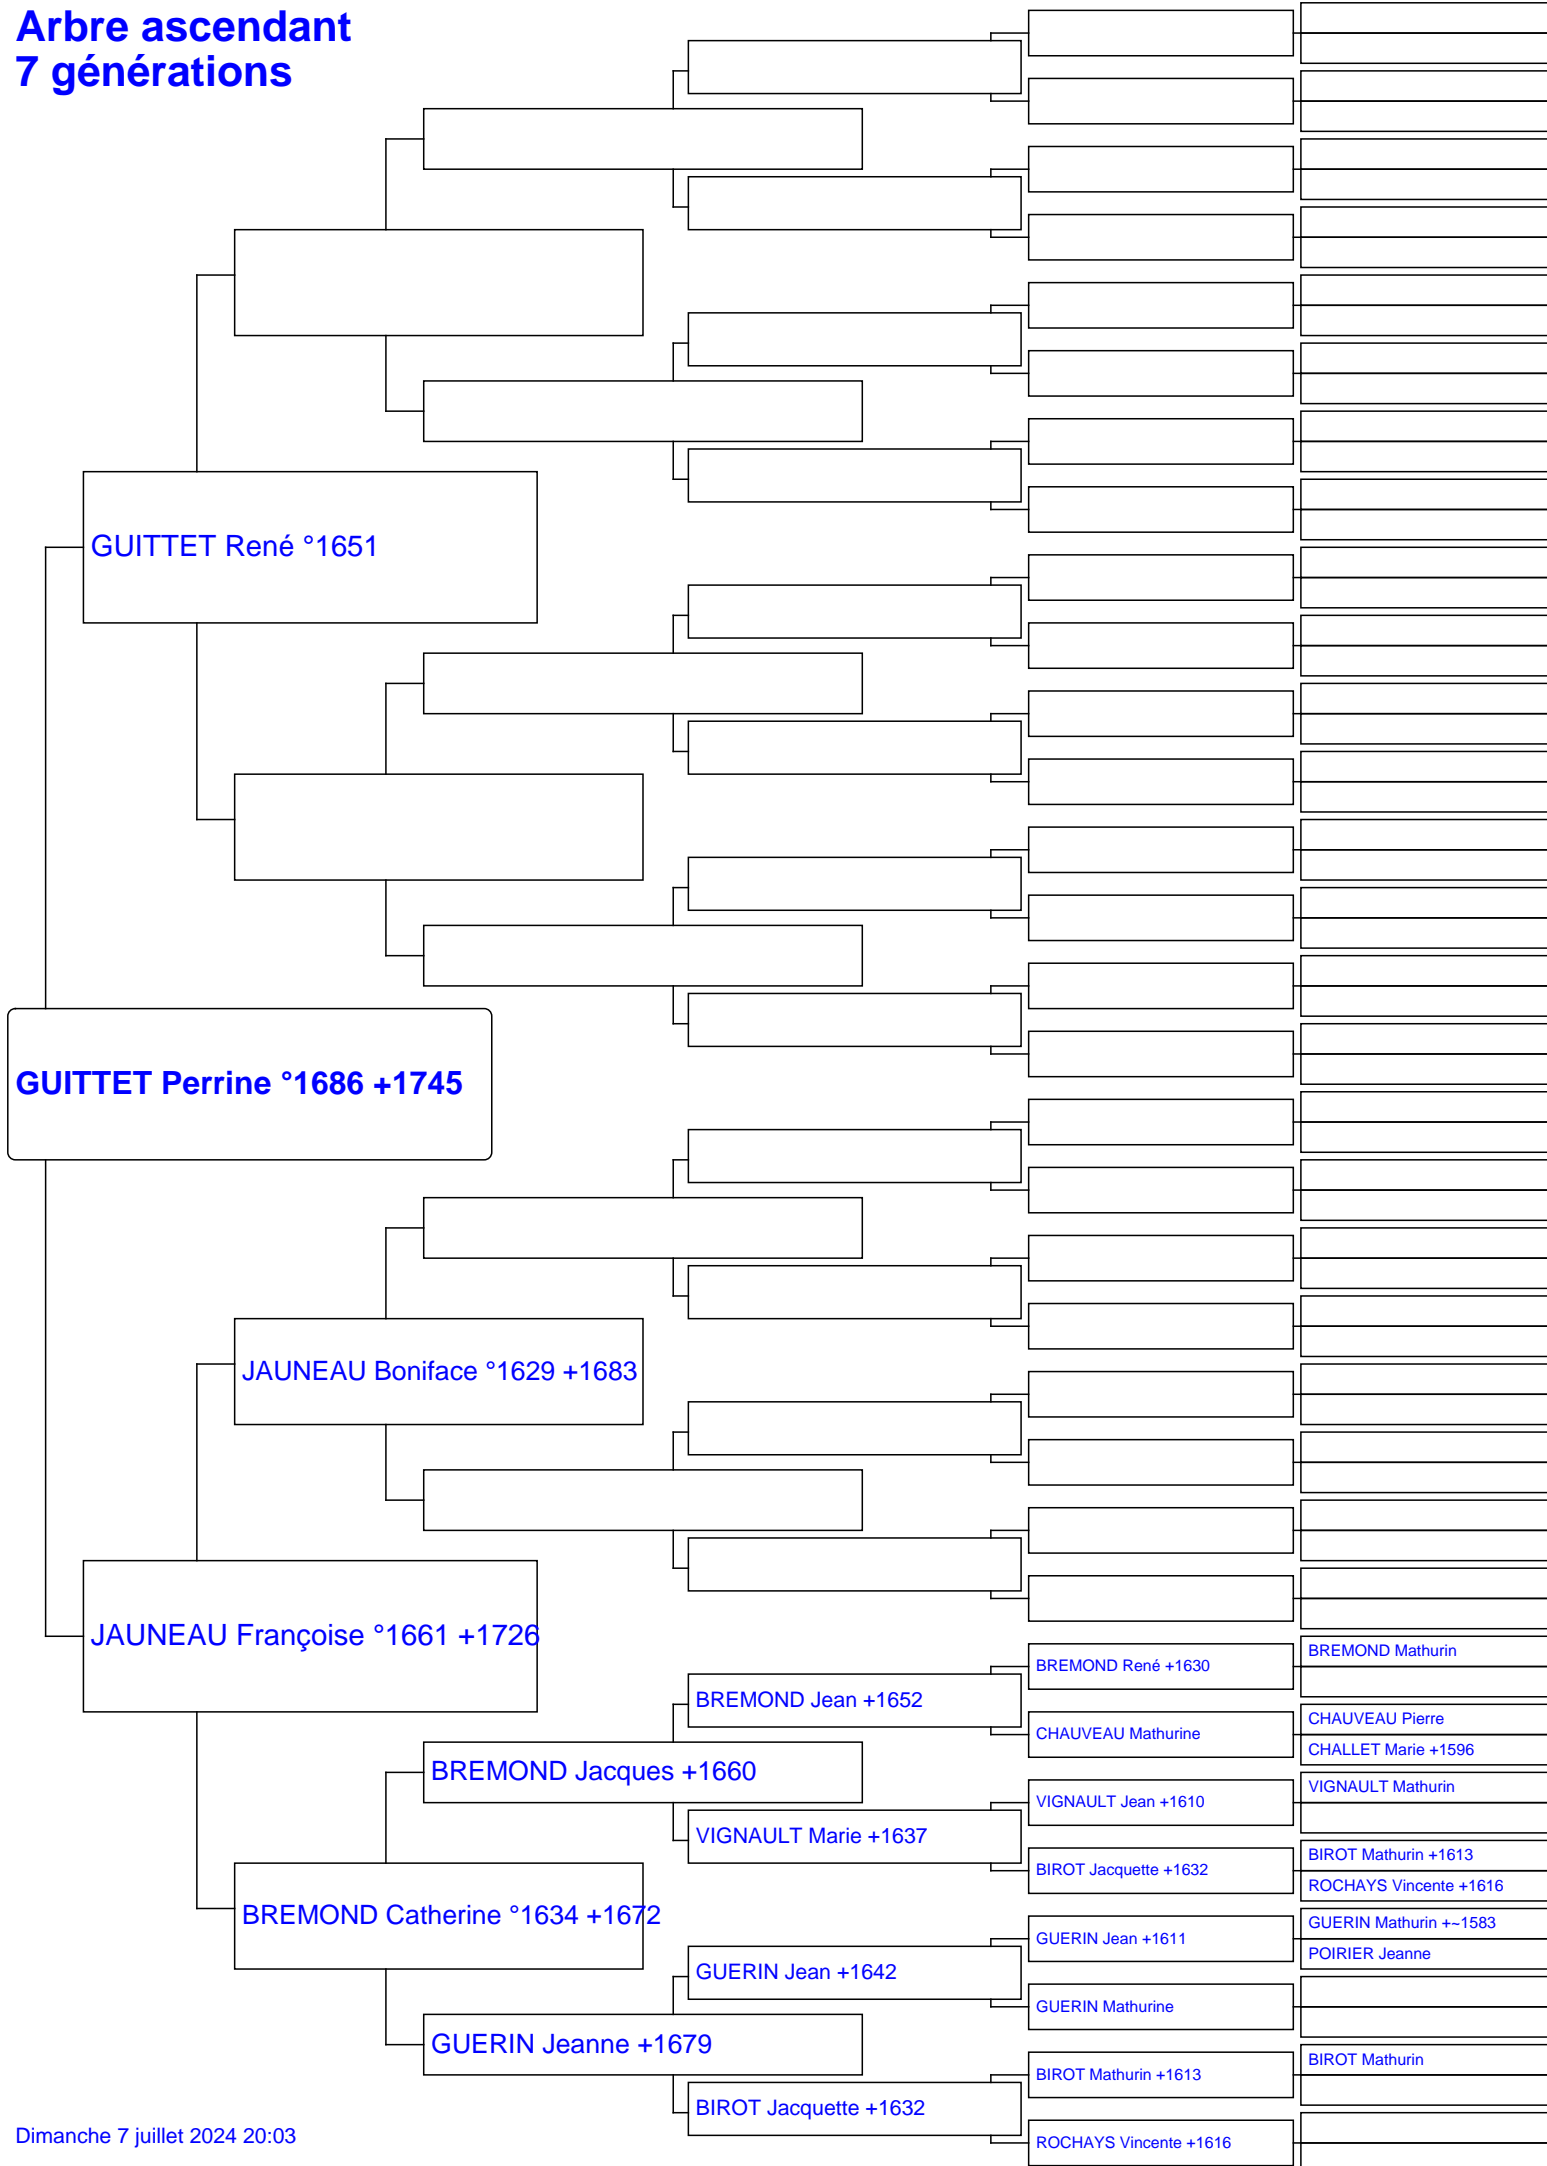 Arbre ascendant
7 générations
GUITTET René °1651
GUITTET Perrine °1686 +1745
JAUNEAU Boniface °1629 +1683
JAUNEAU Françoise °1661 +1726
BREMOND Mathurin
BREMOND René +1630
BREMOND Jean +1652
CHAUVEAU Pierre
CHAUVEAU Mathurine
CHALLET Marie +1596
BREMOND Jacques +1660
VIGNAULT Mathurin
VIGNAULT Jean +1610
VIGNAULT Marie +1637
BIROT Mathurin +1613
BIROT Jacquette +1632
ROCHAYS Vincente +1616
BREMOND Catherine °1634 +1672
GUERIN Mathurin +~1583
GUERIN Jean +1611
POIRIER Jeanne
GUERIN Jean +1642
GUERIN Mathurine
GUERIN Jeanne +1679
BIROT Mathurin
BIROT Mathurin +1613
BIROT Jacquette +1632
ROCHAYS Vincente +1616
Dimanche 7 juillet 2024 20:03